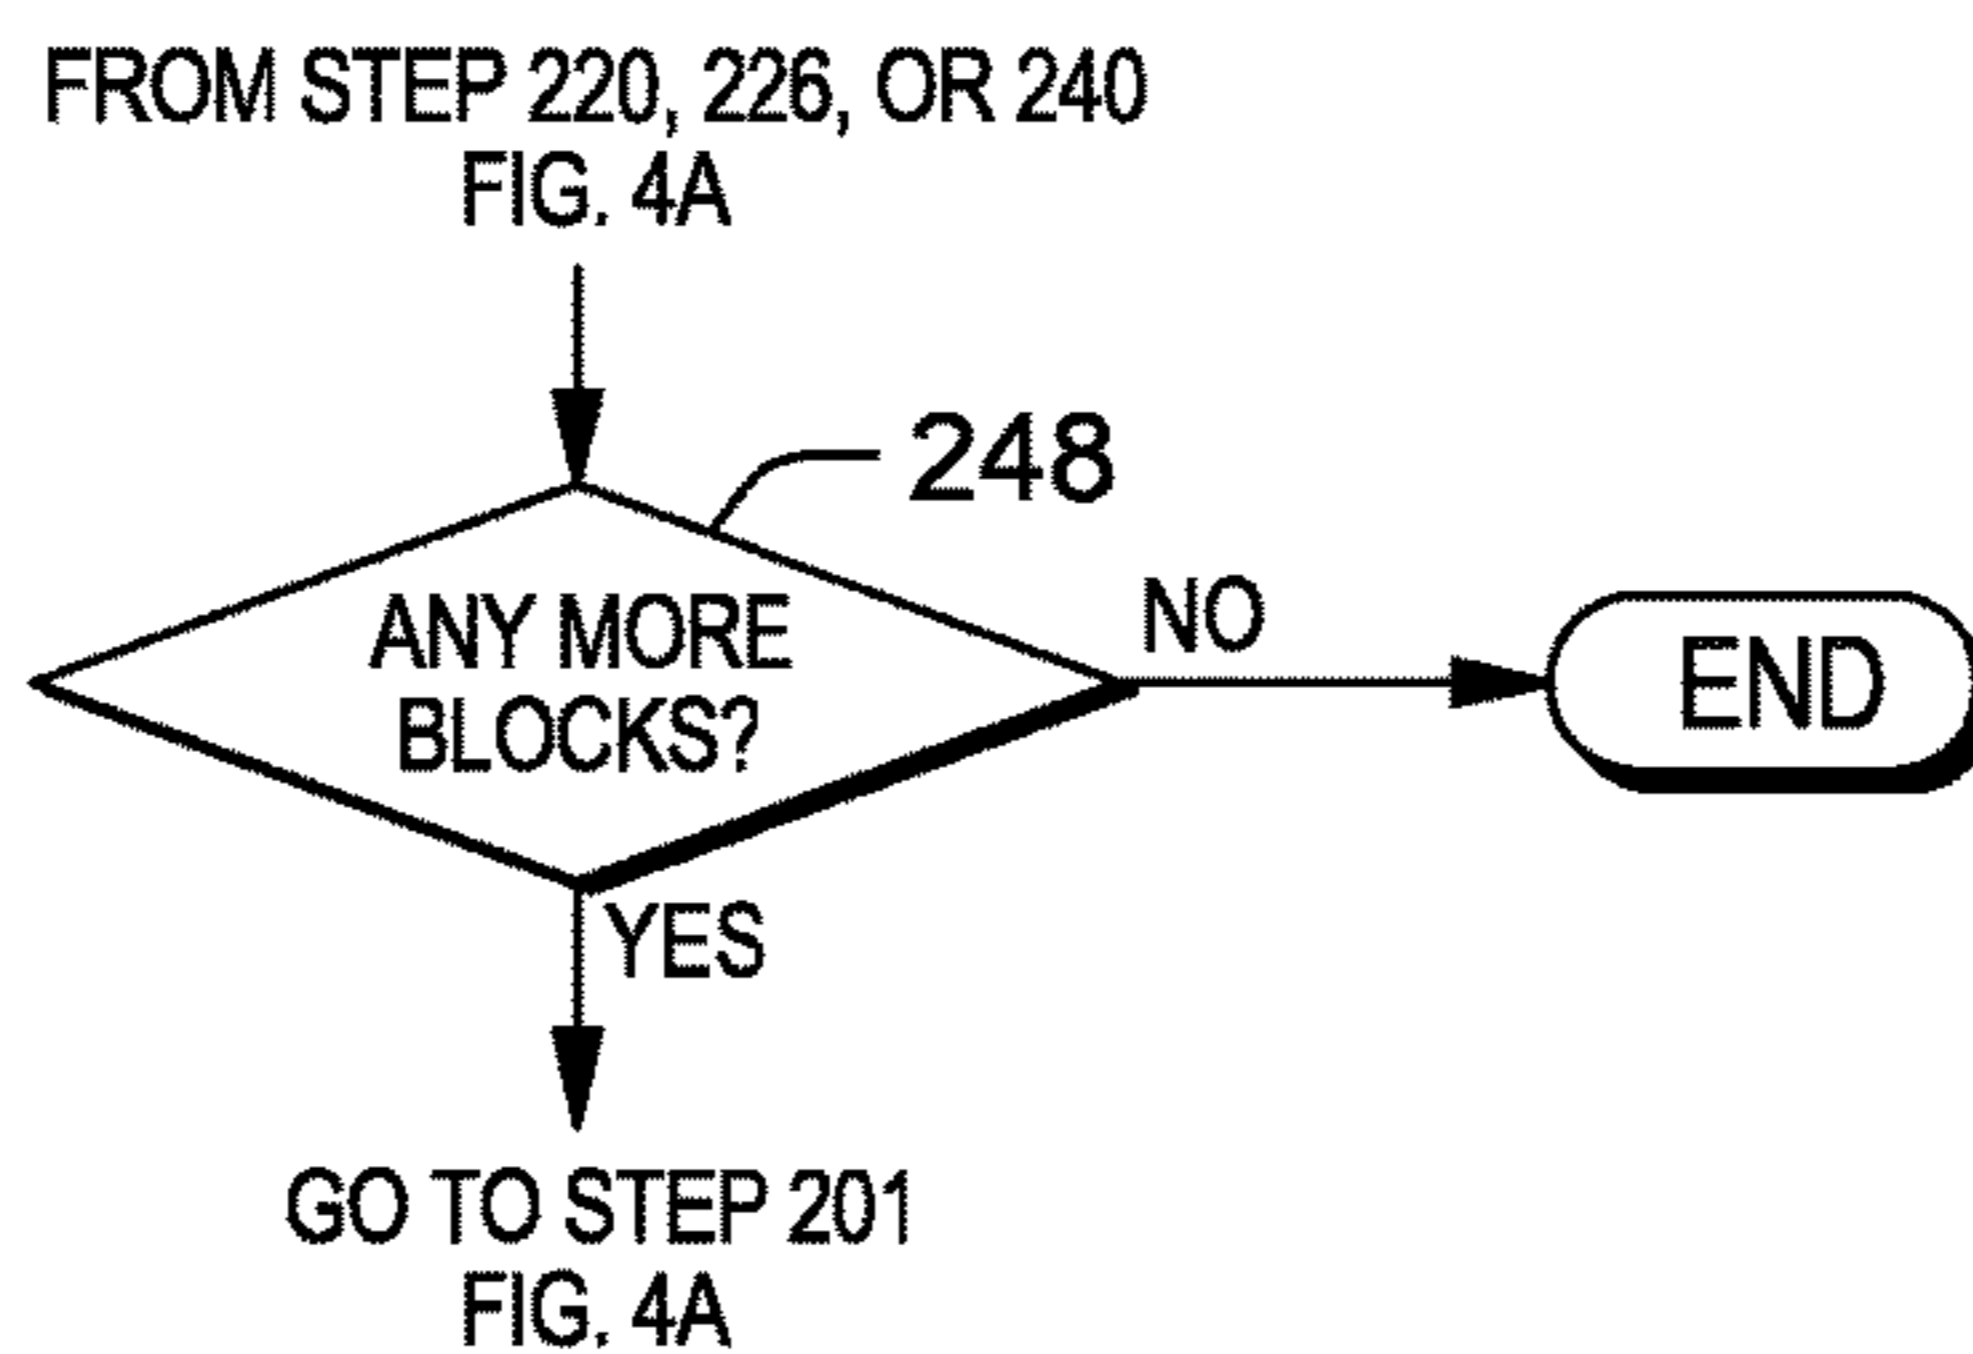 FROM STEP 220, 226, OR 240
FIG. 4A
248
ANY MORE
BLOCKS?
NO
END
YES
GO TO STEP 201
FIG. 4A